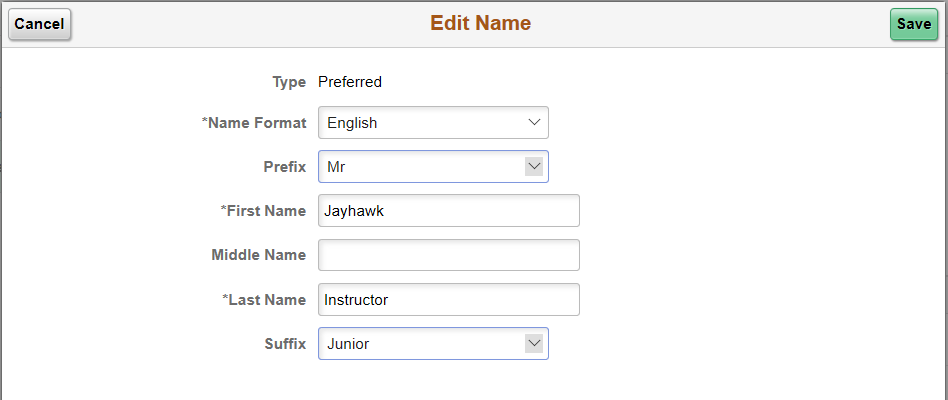 Cancel Edit Name Save
Type Preferred
*Name Format English
Prefix Mr
*First Name Jayhawk
Middle Name
*Last Name Instructor
Suffix Junior